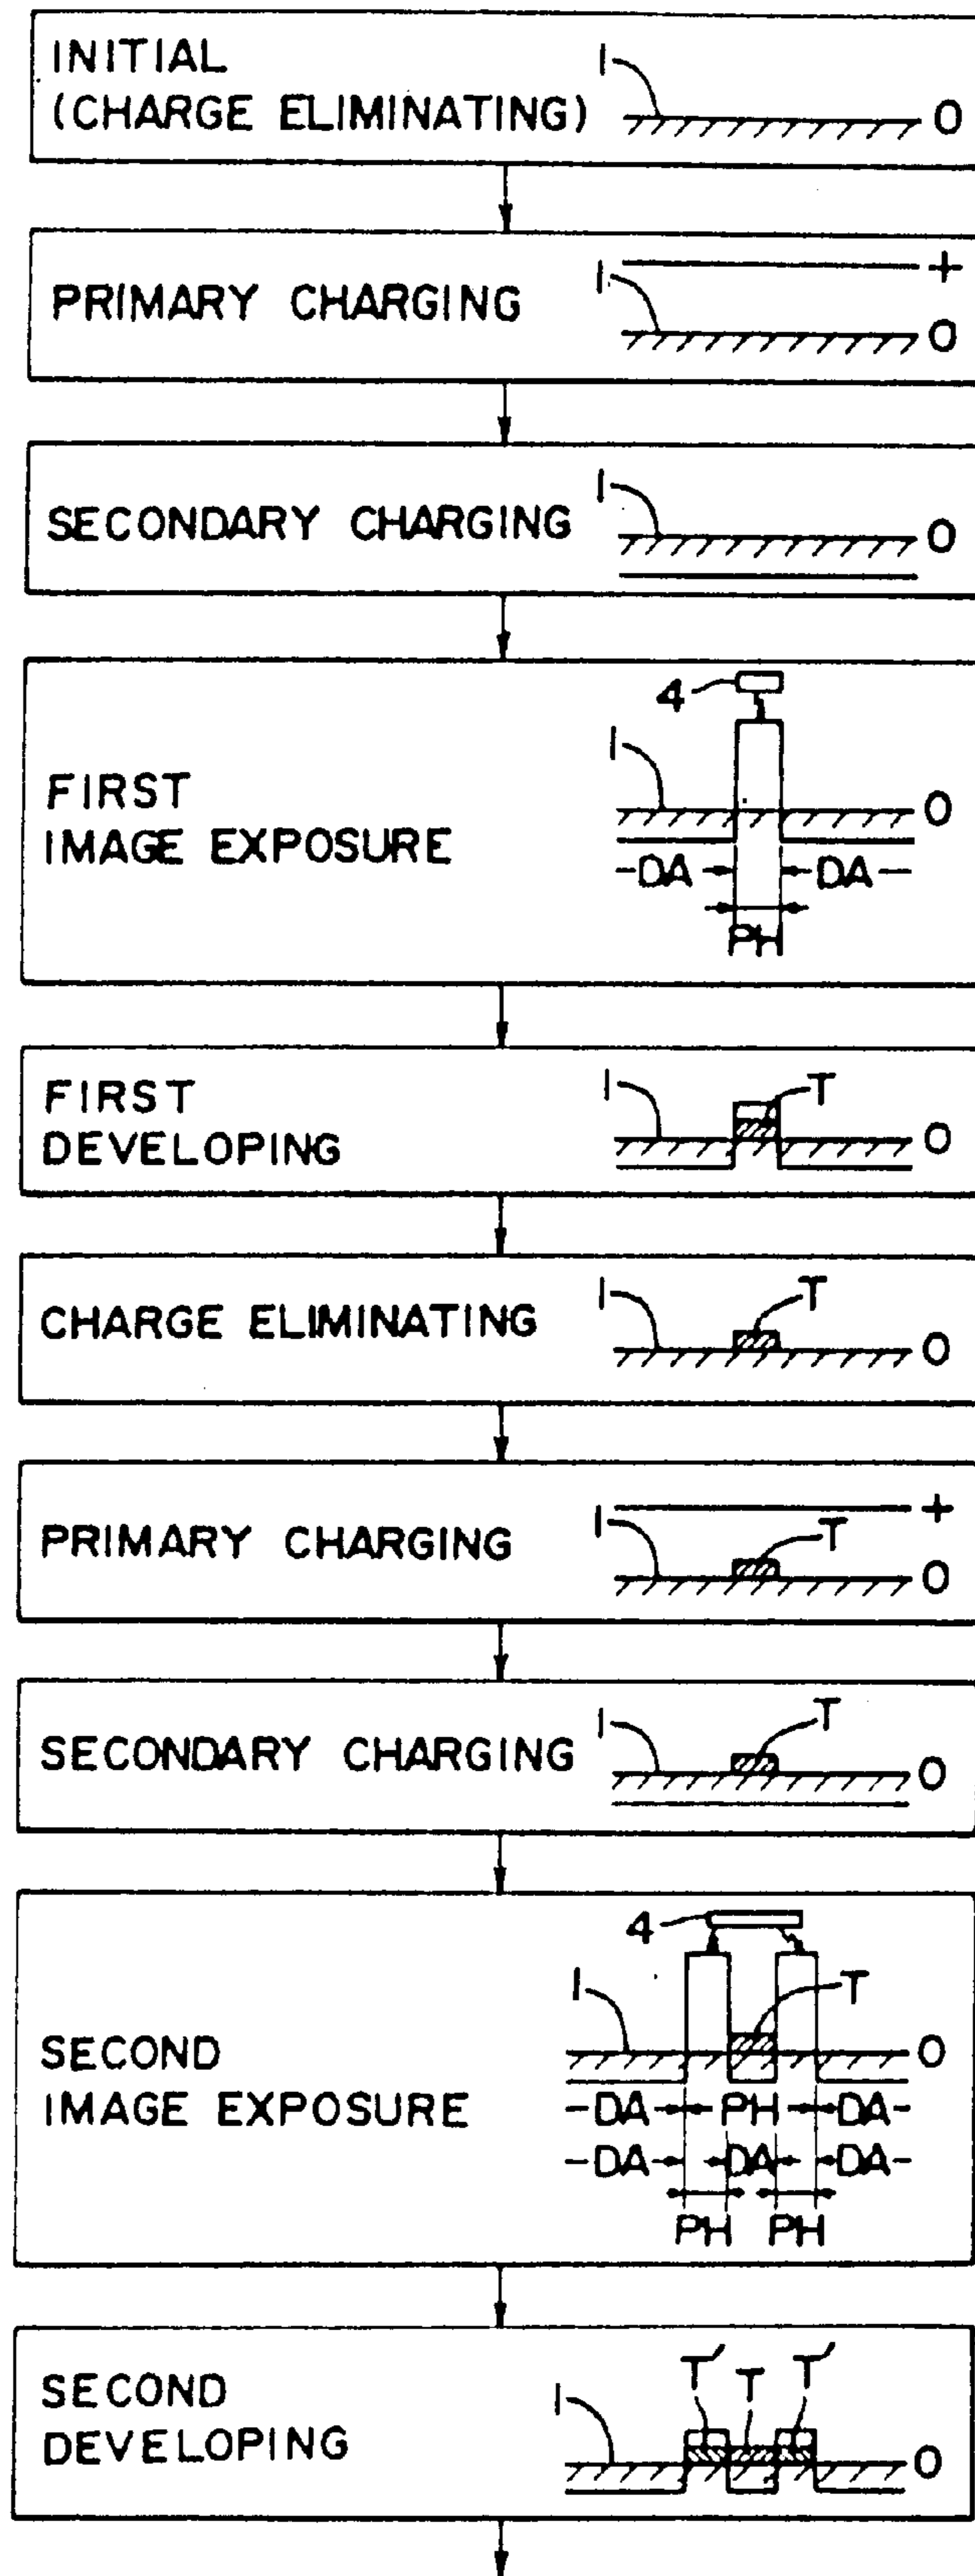 INITIAL
(CHARGE ELIMINATING)
1
0
PRIMARY CHARGING
1
+
0
SECONDARY CHARGING
1
0
FIRST
IMAGE EXPOSURE
4
1
0
DA
DA
PH
FIRST
DEVELOPING
1
T
0
CHARGE ELIMINATING
1
T
0
PRIMARY CHARGING
1
T
+
0
SECONDARY CHARGING
1
T
0
SECOND
IMAGE EXPOSURE
4
1
T
0
DA PH DA
DA DA DA
PH PH
SECOND
DEVELOPING
1
T' T T'
0